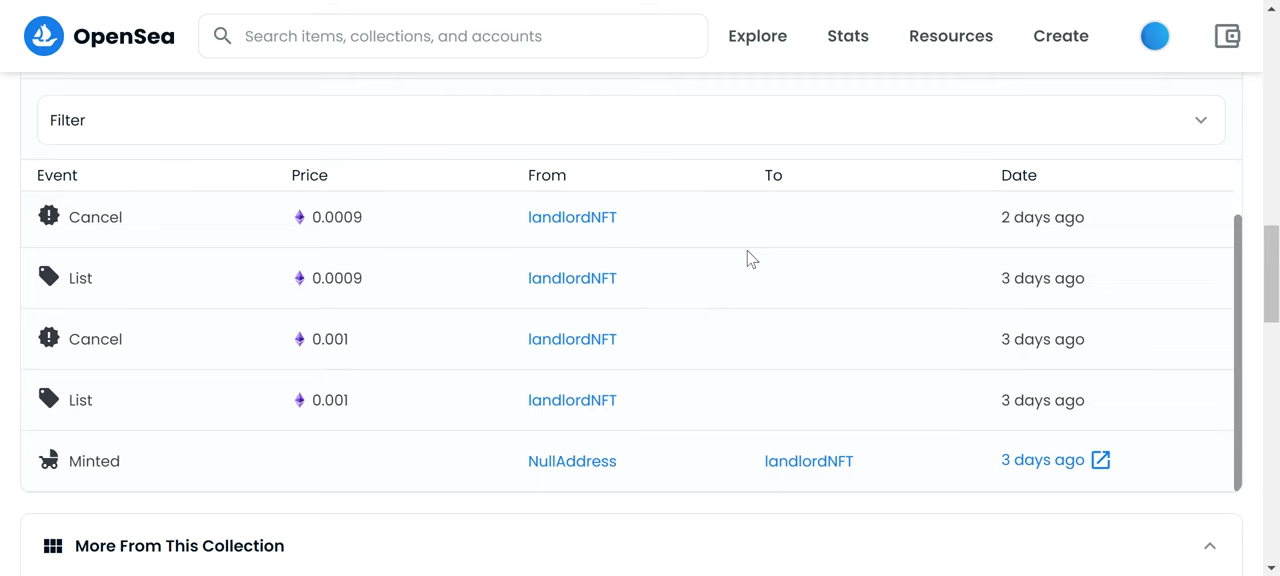 OpenSea Search items, collections, and accounts Explore Stats Resources Create
Filter
Event Price From To Date
Cancel 0.0009 landlordNFT 2 days ago
List 0.0009 landlordNFT 3 days ago
Cancel 0.001 landlordNFT 3 days ago
List 0.001 landlordNFT 3 days ago
Minted NullAddress landlordNFT 3 days ago
More From This Collection